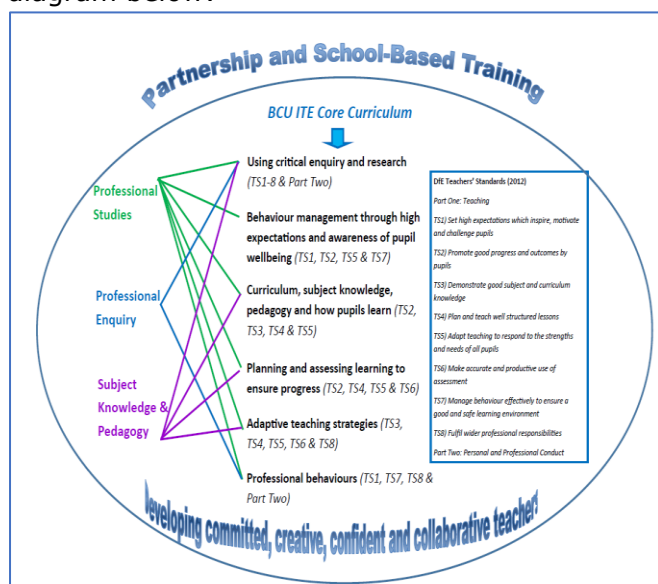 diagram below.
Partnership and School-Based Training
BCU ITE Core Curriculum
Professional
Studies
Professional
Enquiry
Subject
Knowledge &
Pedagogy
Using critical enquiry and research
(TS1-8 & Part Two)
Behaviour management through high
expectations and awareness of pupil
wellbeing (TS1, TS2, TS5 & TS7)
Curriculum, subject knowledge,
pedagogy and how pupils learn (TS2,
TS3, TS4 & TS5)
Planning and assessing learning to
ensure progress (TS2, TS4, TS5 & TS6)
Adaptive teaching strategies (TS3,
TS4, TS5, TS6 & TS8)
Professional behaviours (TS1, TS7, TS8 &
Part Two)
DfE Teachers' Standards (2012)
Part One: Teaching
TS1) Set high expectations which inspire, motivate
and challenge pupils
TS2) Promote good progress and outcomes by
pupils
TS3) Demonstrate good subject and curriculum
knowledge
TS4) Plan and teach well structured lessons
TS5) Adapt teaching to respond to the strengths
and needs of all pupils
TS6) Make accurate and productive use of
assessment
TS7) Manage behaviour effectively to ensure a
good and safe learning environment
TS8) Fulfil wider professional responsibilities
Part Two: Personal and Professional Conduct
Developing committed, creative, confident and collaborative teachers